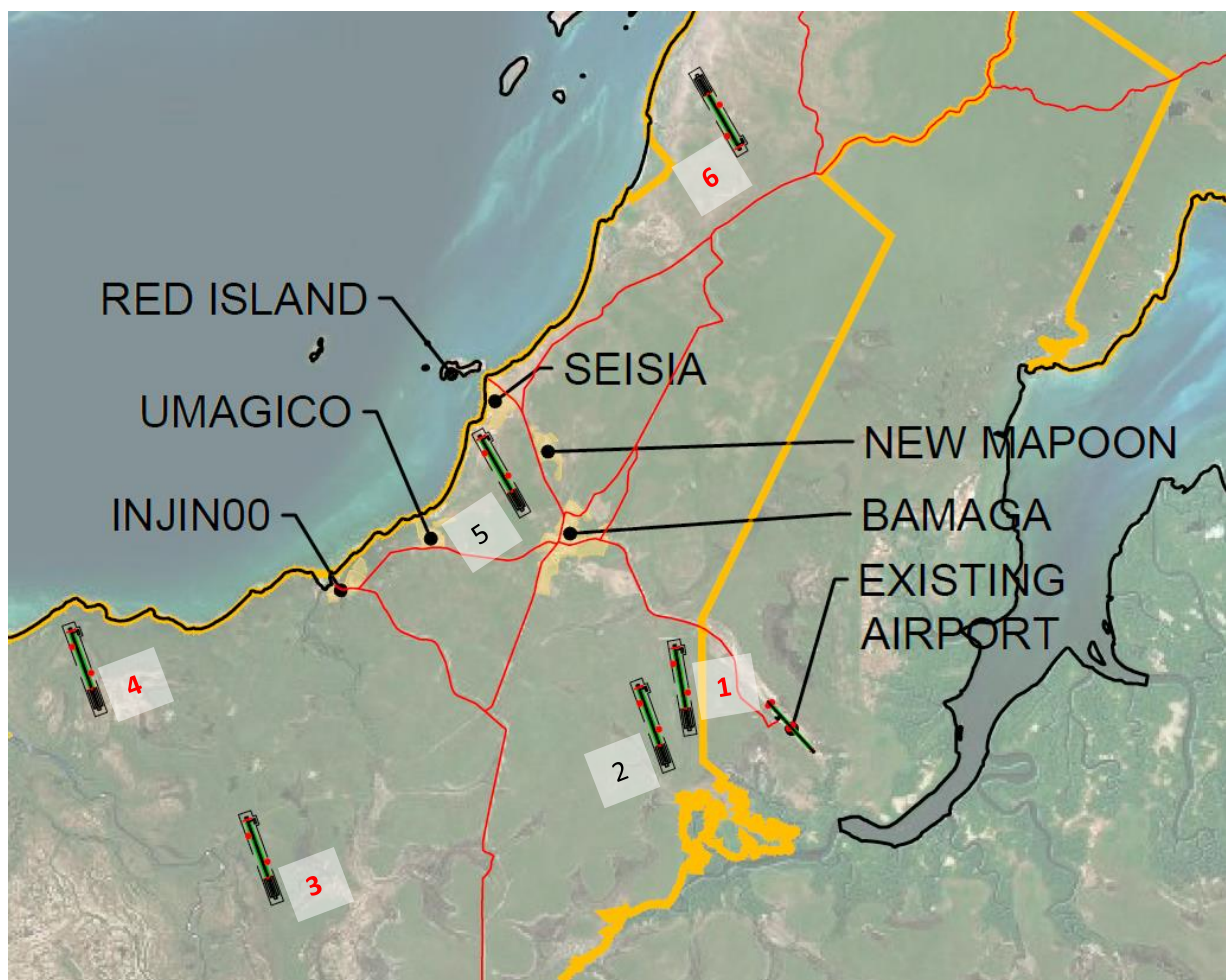 6
RED ISLAND
SEISIA
UMAGICO
NEW MAPOON
INJIN00
5
BAMAGA
EXISTING
AIRPORT
4
1
2
3